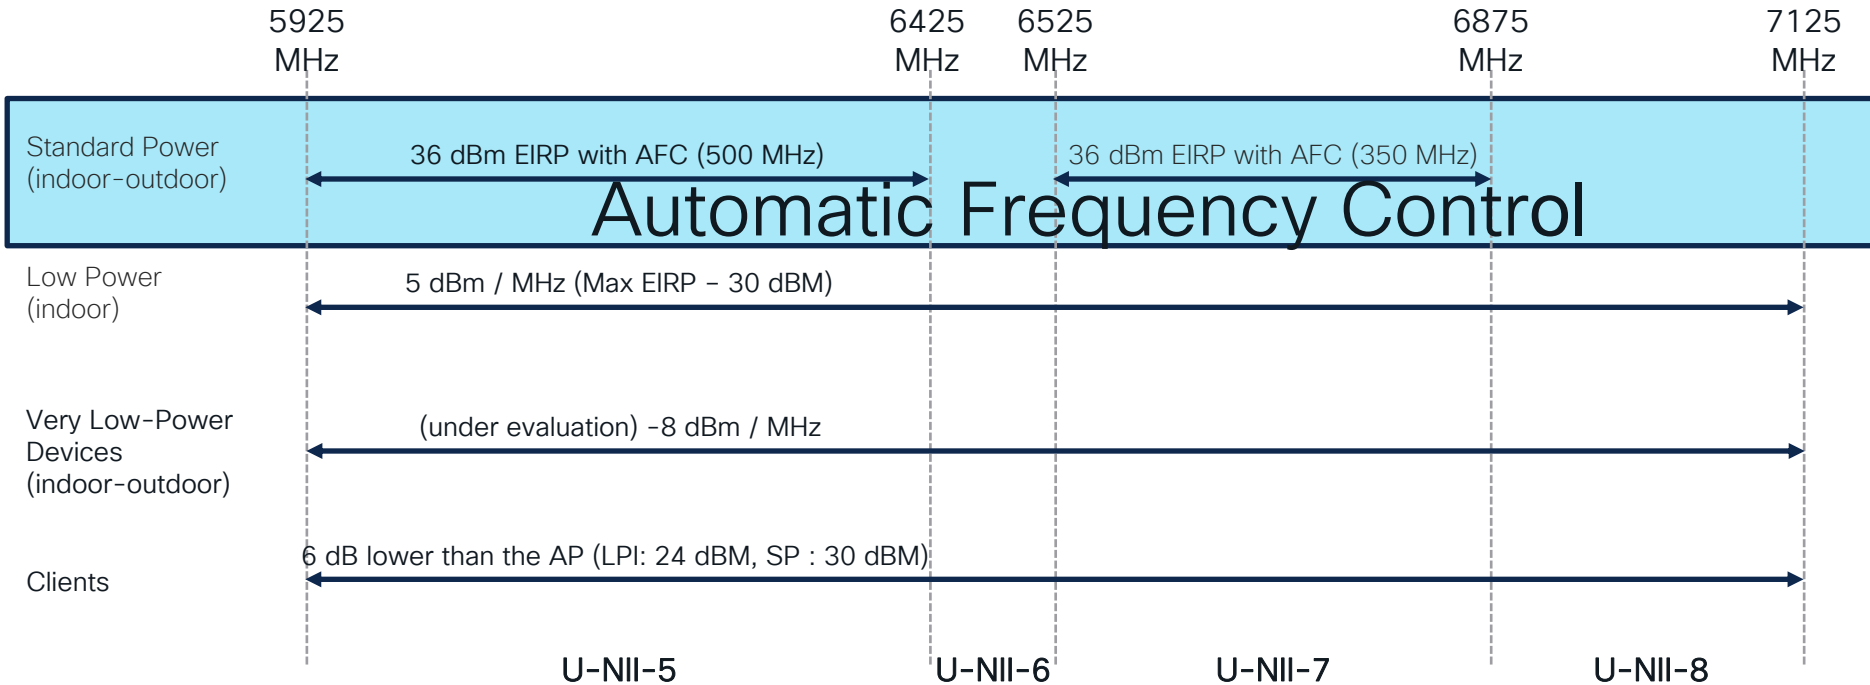 5925
MHz
6425
MHz
6525
MHz
6875
MHz
7125
MHz
Standard Power
(indoor-outdoor)
36 dBm EIRP with AFC (500 MHz)
36 dBm EIRP with AFC (350 MHz)
Automatic Frequency Control
Low Power
(indoor)
5 dBm / MHz (Max EIRP – 30 dBM)
Very Low-Power
Devices
(indoor-outdoor)
(under evaluation) -8 dBm / MHz
Clients
6 dB lower than the AP (LPI: 24 dBM, SP : 30 dBM)
U-NII-5
U-NII-6
U-NII-7
U-NII-8